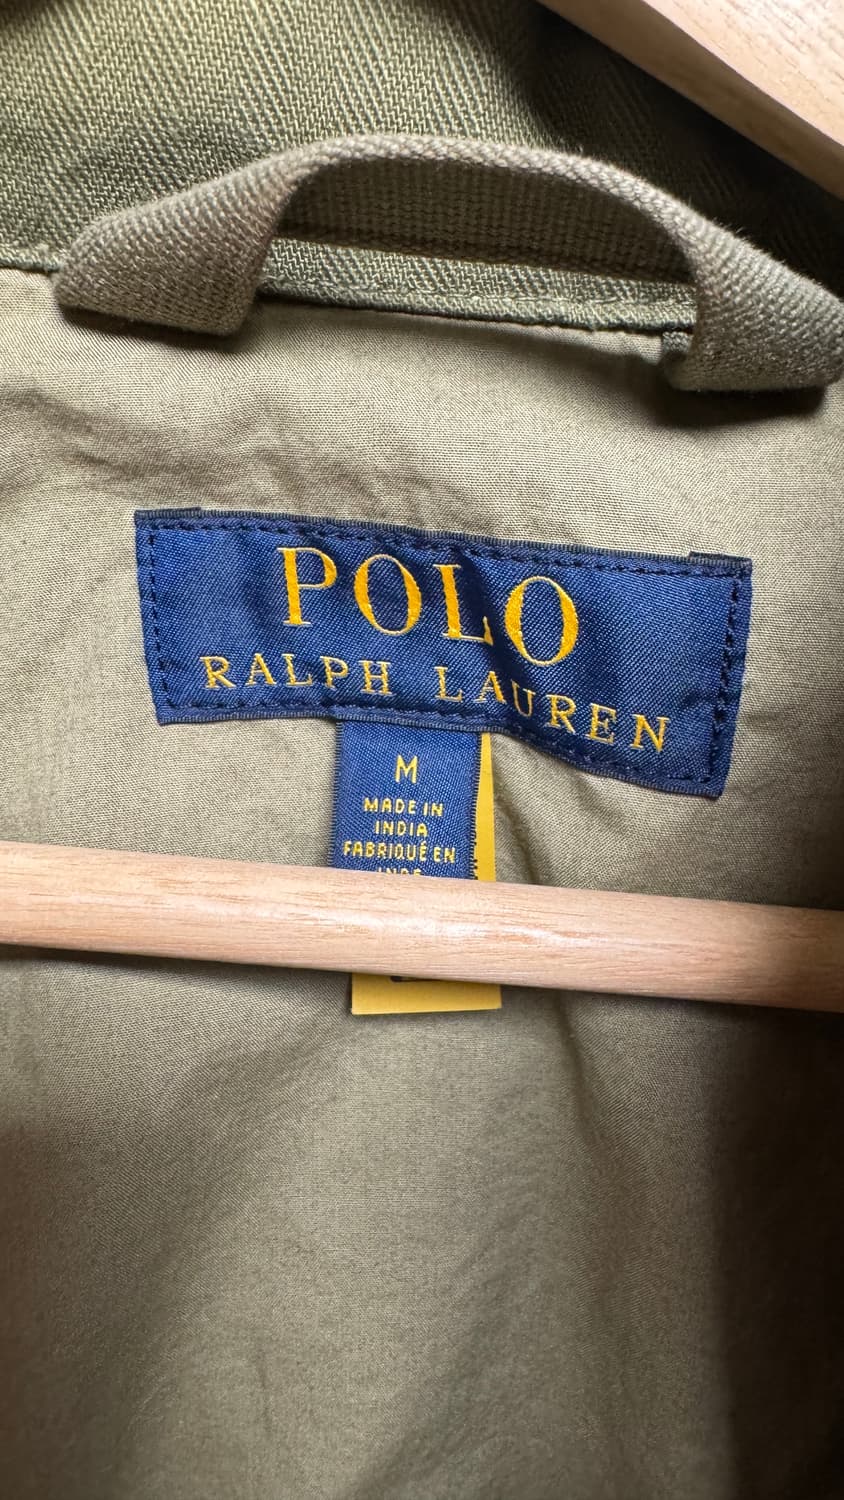 POLO
RALPH LAUREN
M
MADE IN
INDIA
FABRIQUÉ EN